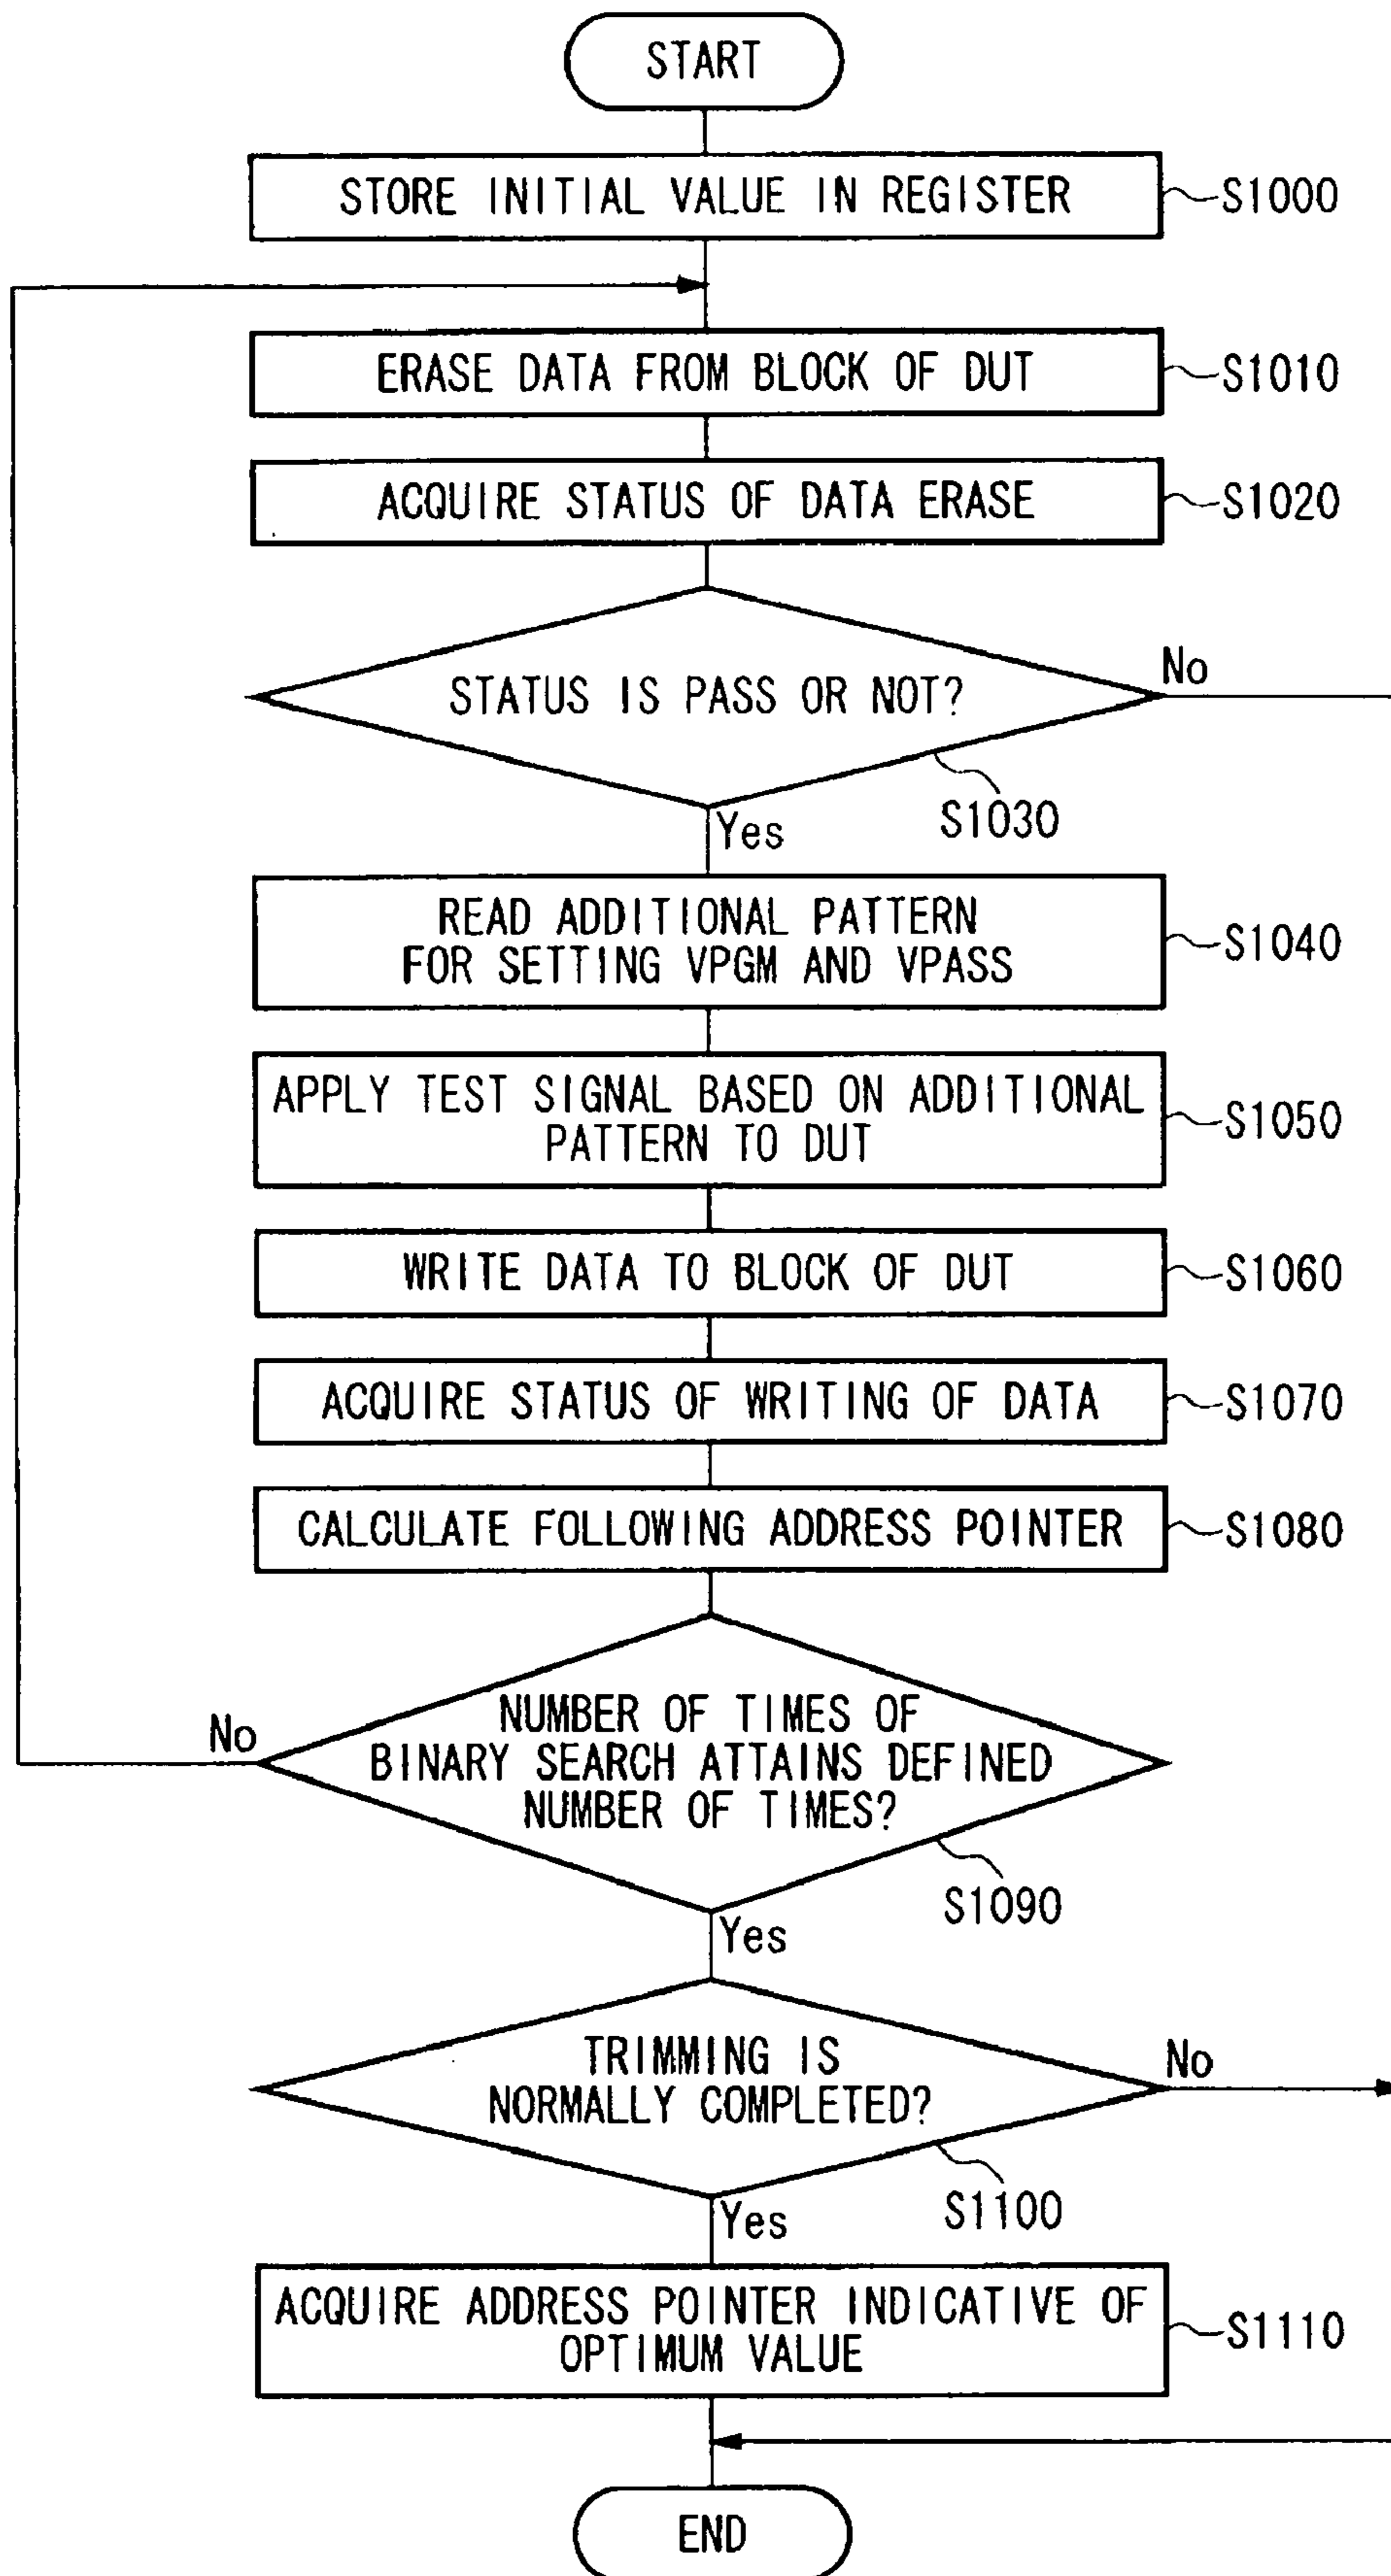 START
STORE INITIAL VALUE IN REGISTER
S1000
ERASE DATA FROM BLOCK OF DUT
S1010
ACQUIRE STATUS OF DATA ERASE
S1020
STATUS IS PASS OR NOT?
No
S1030
Yes
READ ADDITIONAL PATTERN
FOR SETTING VPGM AND VPASS
S1040
APPLY TEST SIGNAL BASED ON ADDITIONAL
PATTERN TO DUT
S1050
WRITE DATA TO BLOCK OF DUT
S1060
ACQUIRE STATUS OF WRITING OF DATA
S1070
CALCULATE FOLLOWING ADDRESS POINTER
S1080
NUMBER OF TIMES OF
BINARY SEARCH ATTAINS DEFINED
NUMBER OF TIMES?
No
S1090
Yes
TRIMMING IS
NORMALLY COMPLETED?
No
S1100
Yes
ACQUIRE ADDRESS POINTER INDICATIVE OF
OPTIMUM VALUE
S1110
END